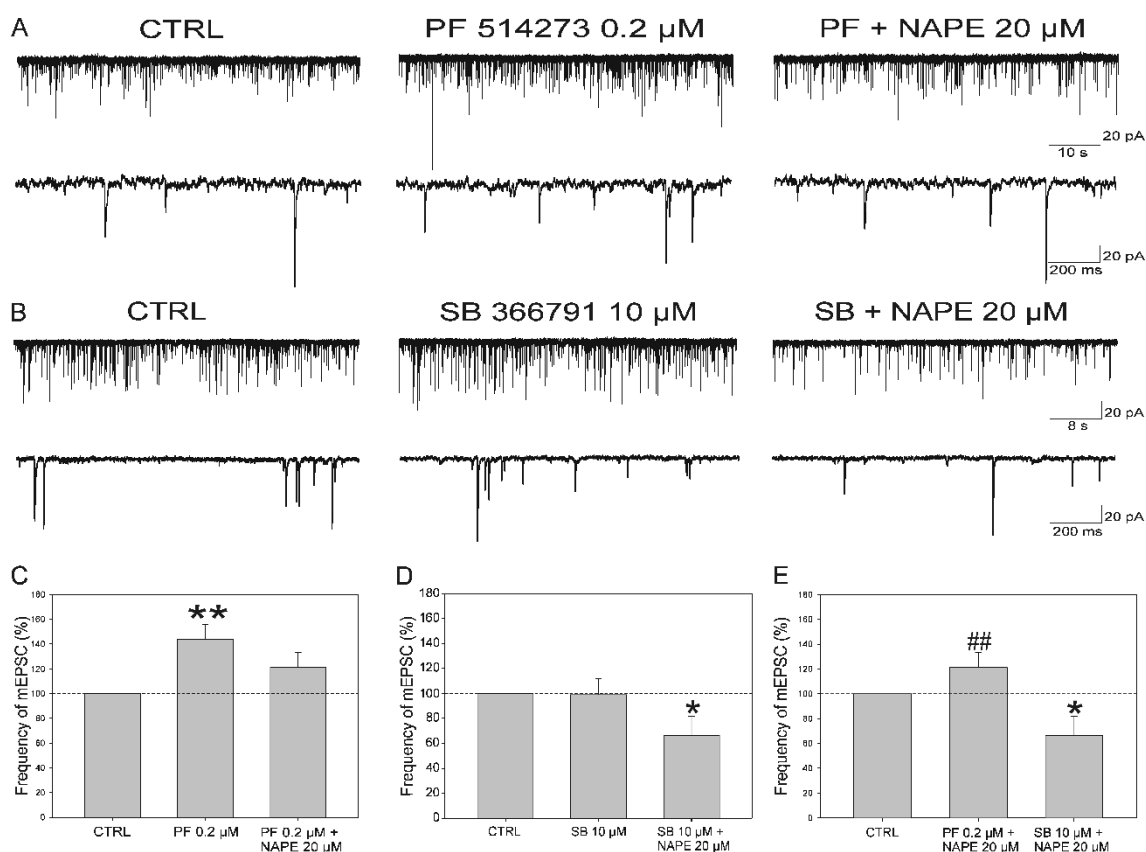 A
CTRL
PF 514273 0.2 µM
PF + NAPE 20 µM
20 pA
10 s
20 pA
200 ms
B
CTRL
SB 366791 10 µM
SB + NAPE 20 µM
20 pA
8 s
20 pA
200 ms
C
Frequency of mEPSC (%)
180
160
140
120
100
80
60
40
20
0
**
CTRL
PF 0.2 µM
PF 0.2 µM +
NAPE 20 µM
D
Frequency of mEPSC (%)
180
160
140
120
100
80
60
40
20
0
*
CTRL
SB 10 µM
SB 10 µM +
NAPE 20 µM
E
Frequency of mEPSC (%)
180
160
140
120
100
80
60
40
20
0
##
*
CTRL
PF 0.2 µM +
NAPE 20 µM
SB 10 µM +
NAPE 20 µM